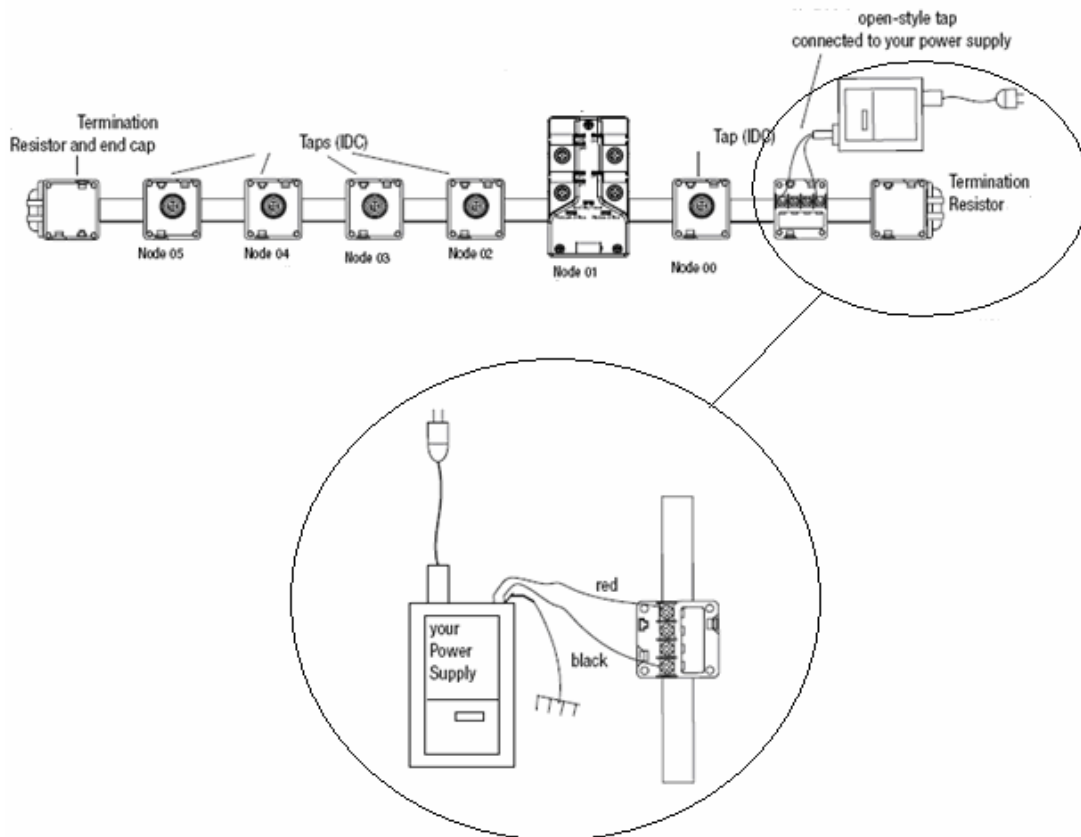 open-style tap
connected to your power supply
Termination
Resistor and end cap
Taps (IDC)
Tap (IDC)
Termination
Resistor
Node 05
Node 04
Node 03
Node 02
Node 01
Node 00
red
your
Power
Supply
black